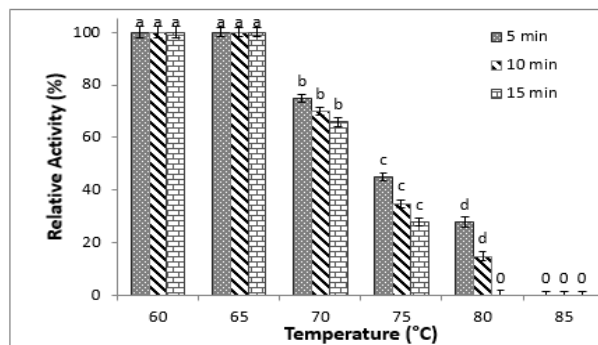 Relative Activity (%)
100
80
60
40
20
0
a a a
a a a
b b b
c c c
d d 0
0 0 0
5 min
10 min
15 min
60 65 70 75 80 85
Temperature (°C)